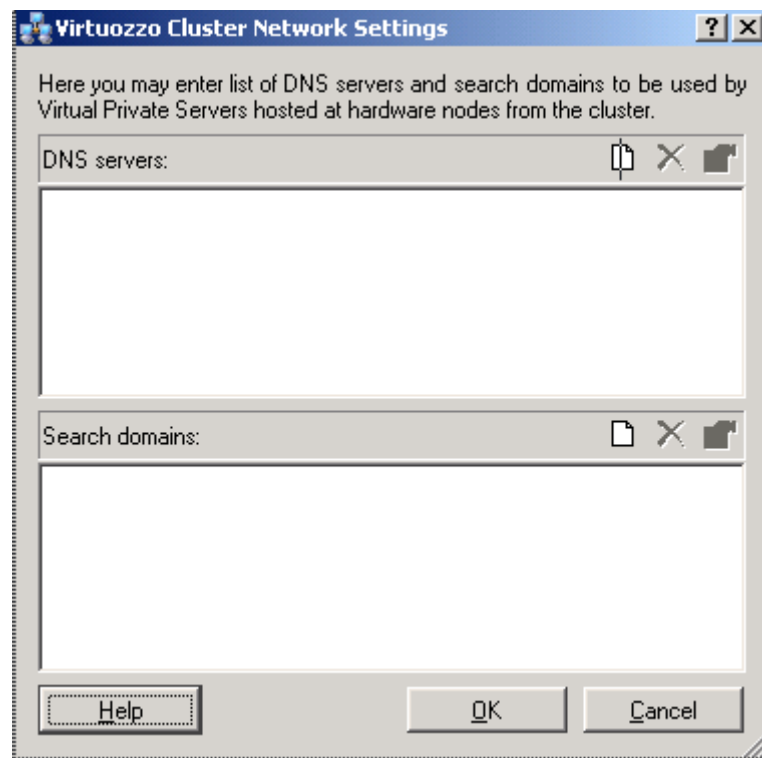 Virtuozzo Cluster Network Settings
Here you may enter list of DNS servers and search domains to be used by
Virtual Private Servers hosted at hardware nodes from the cluster.
DNS servers:
Search domains:
Help OK Cancel